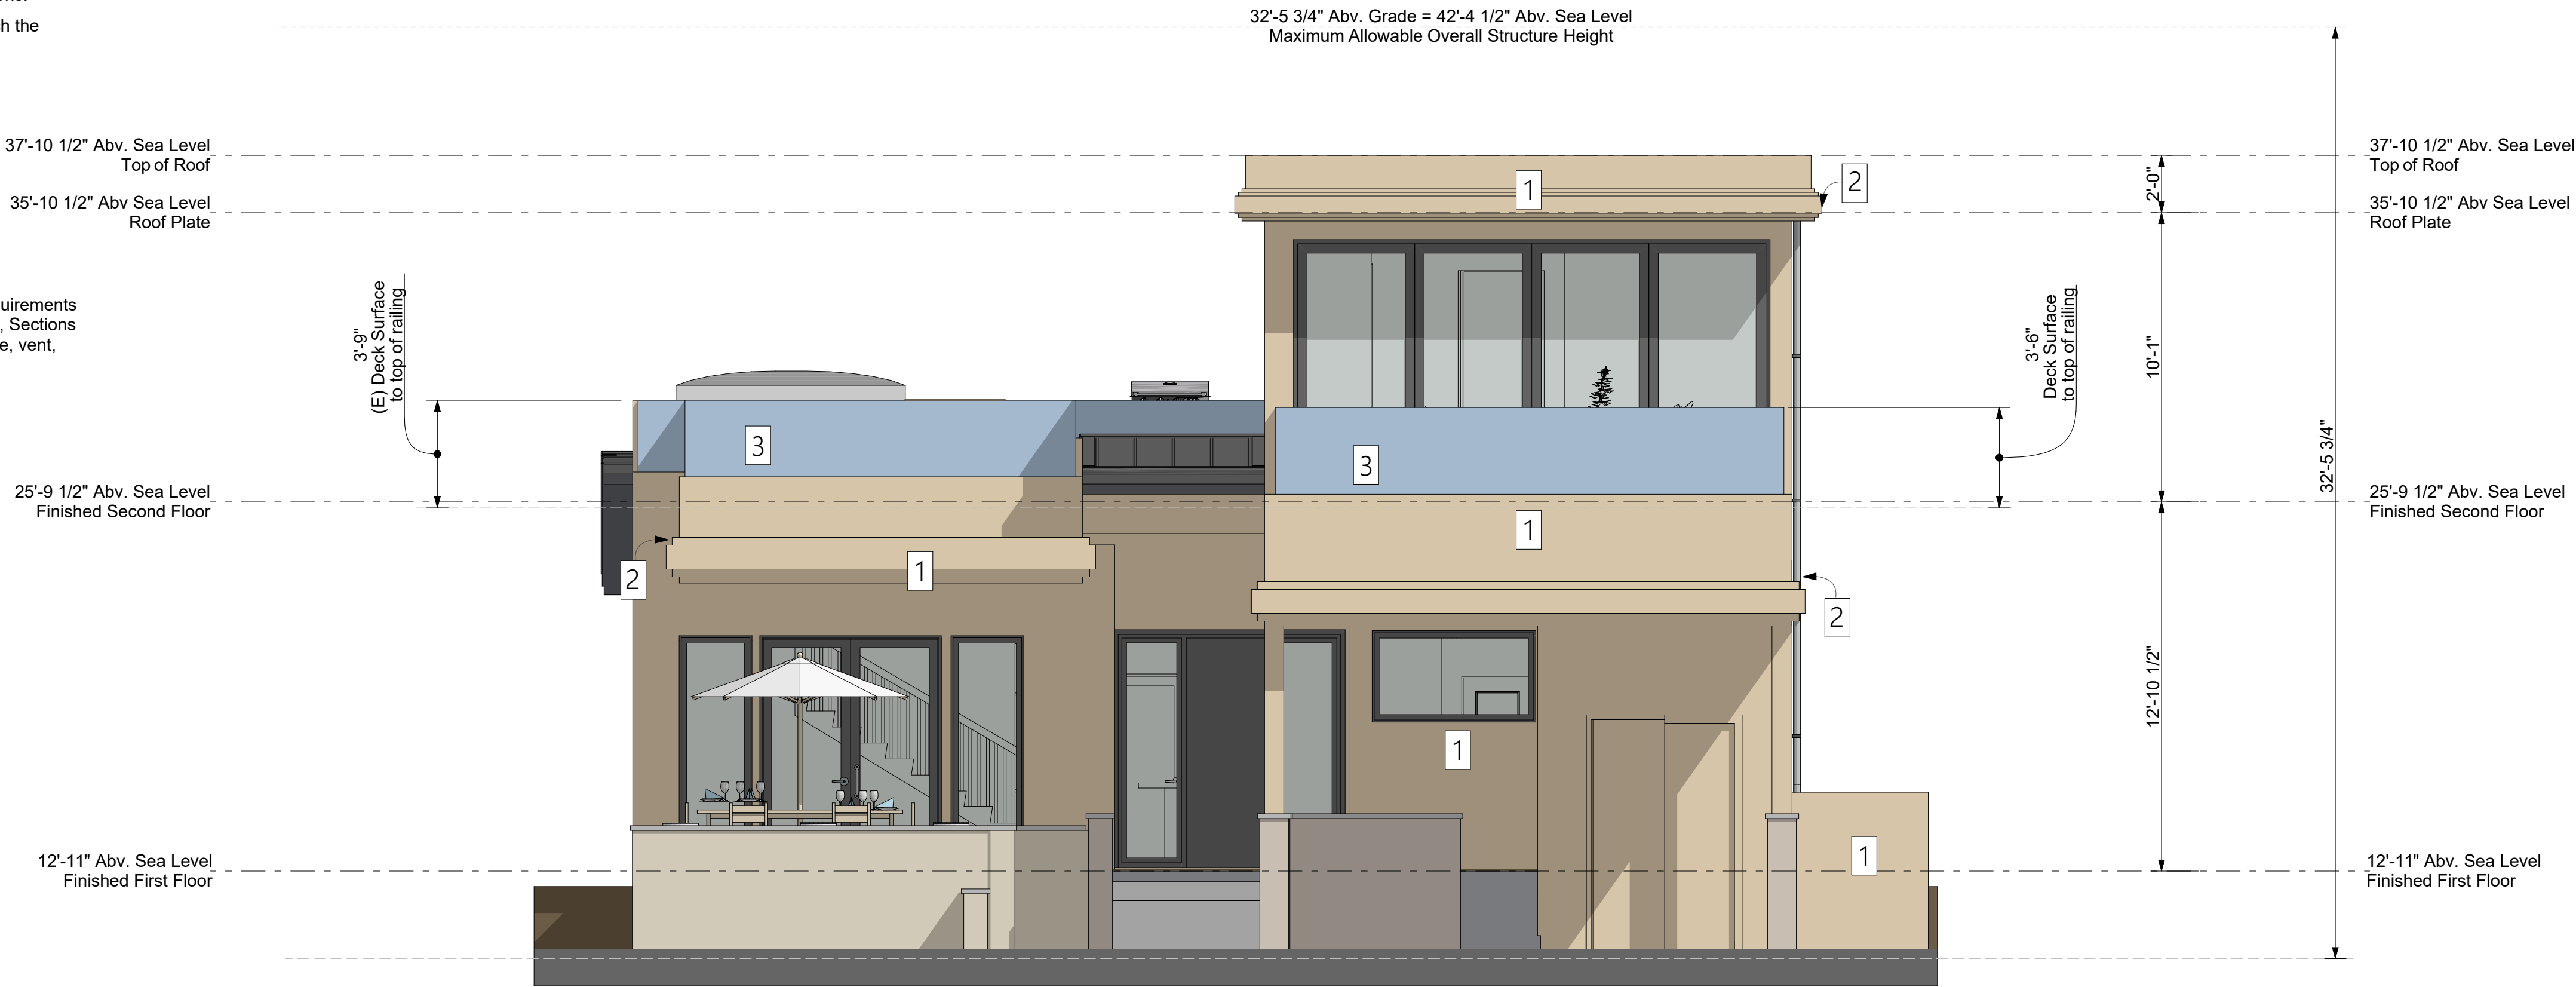 h the
32'-5 3/4" Abv. Grade = 42'-4 1/2" Abv. Sea Level
Maximum Allowable Overall Structure Height
37'-10 1/2" Abv. Sea Level
Top of Roof
35'-10 1/2" Abv Sea Level
Roof Plate
uirements
, Sections
e, vent,
3'-9"
(E) Deck Surface
to top of railing
25'-9 1/2" Abv. Sea Level
Finished Second Floor
12'-11" Abv. Sea Level
Finished First Floor
1
2
3
3
1
2
1
2
1
1
3'-6"
Deck Surface
to top of railing
2'-0"
10'-1"
12'-10 1/2"
32'-5 3/4"
37'-10 1/2" Abv. Sea Level
Top of Roof
35'-10 1/2" Abv Sea Level
Roof Plate
25'-9 1/2" Abv. Sea Level
Finished Second Floor
12'-11" Abv. Sea Level
Finished First Floor